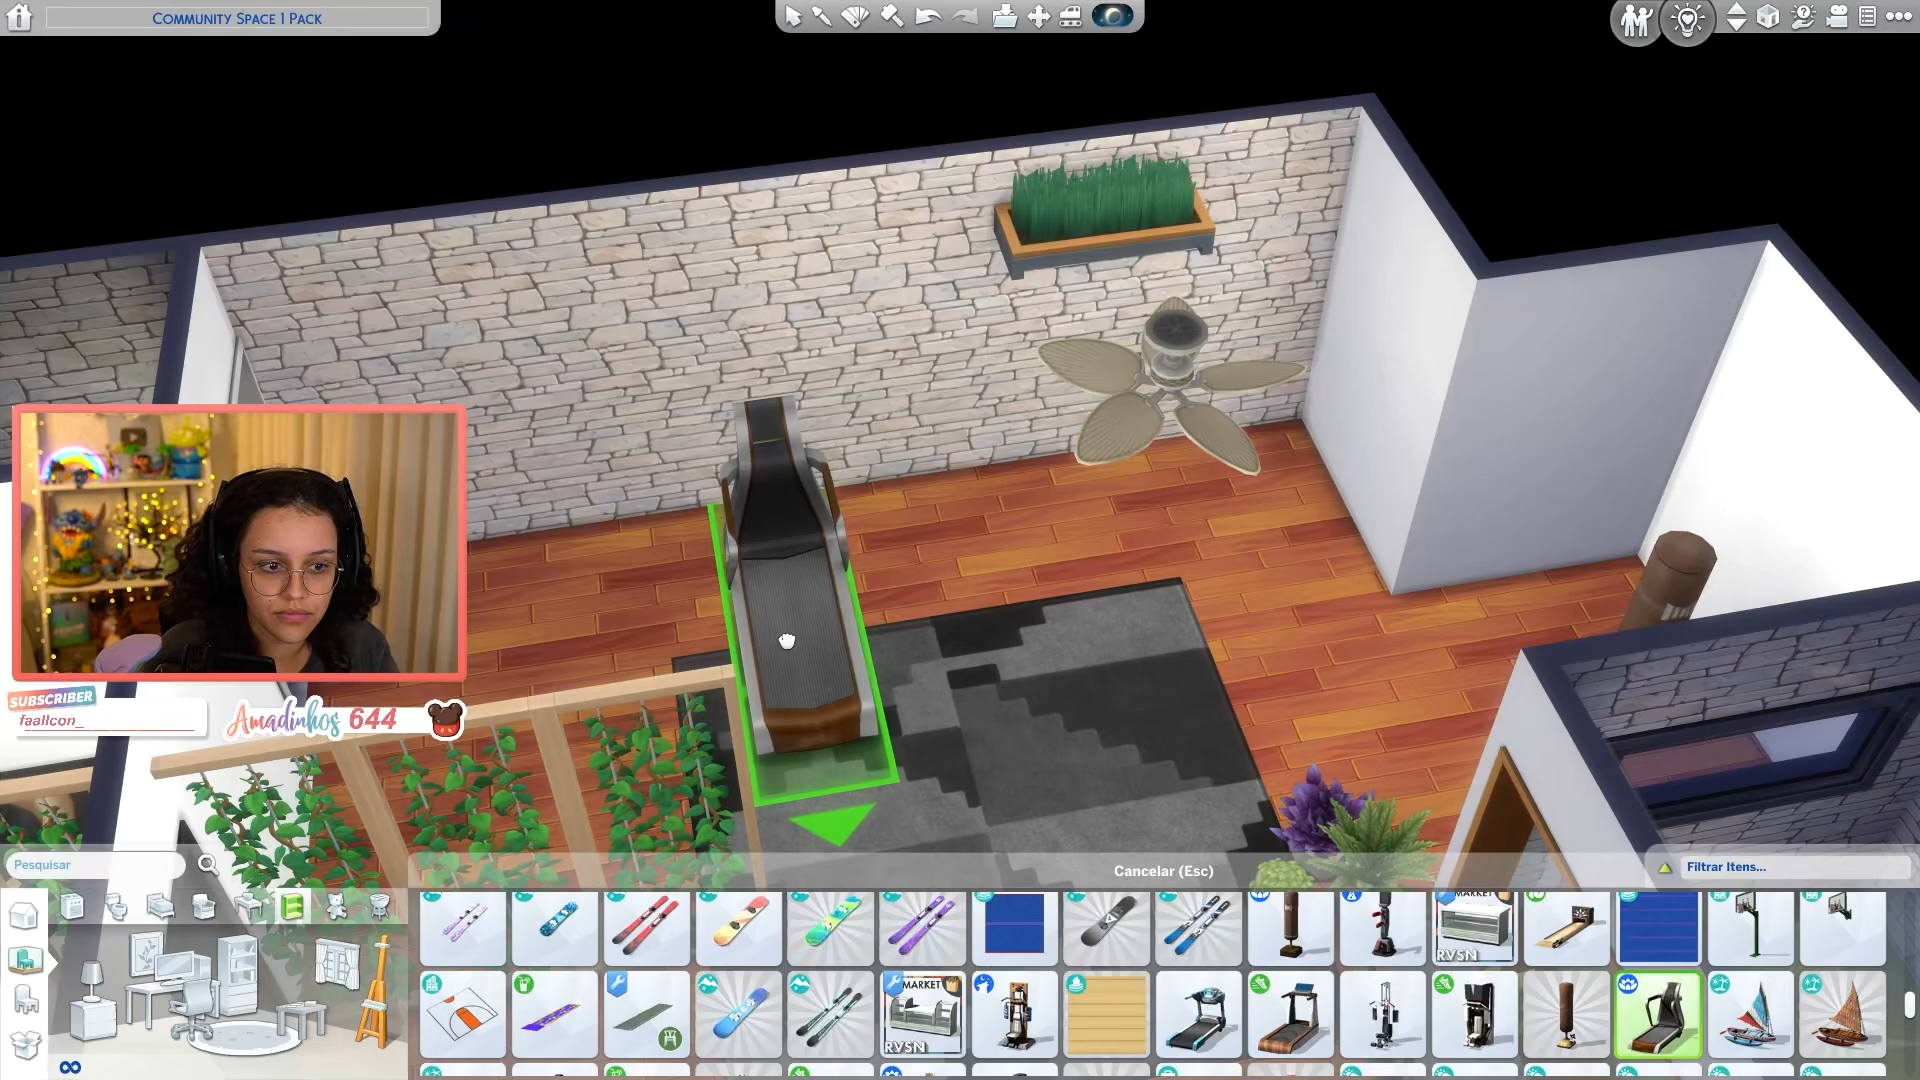 COMMUNITY SPACE 1 PACK
SUBSCRIBER
faallcon_
Amadinhos 644
Pesquisar
Cancelar (Esc)
Filtrar Itens...
MARKET
RVSN
MARKET
RVSN